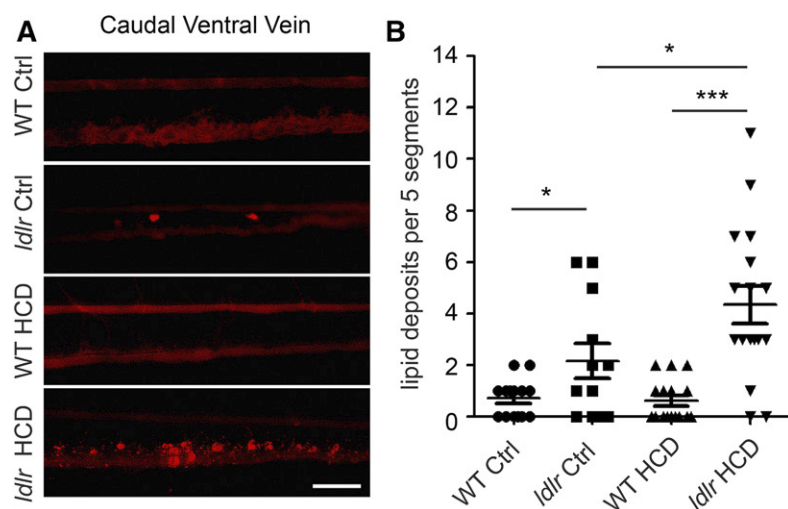 A
Caudal Ventral Vein
WT Ctrl
ldlr Ctrl
WT HCD
ldlr HCD
B
lipid deposits per 5 segments
14
12
10
8
6
4
2
0
*
***
*
WT Ctrl
ldlr Ctrl
WT HCD
ldlr HCD